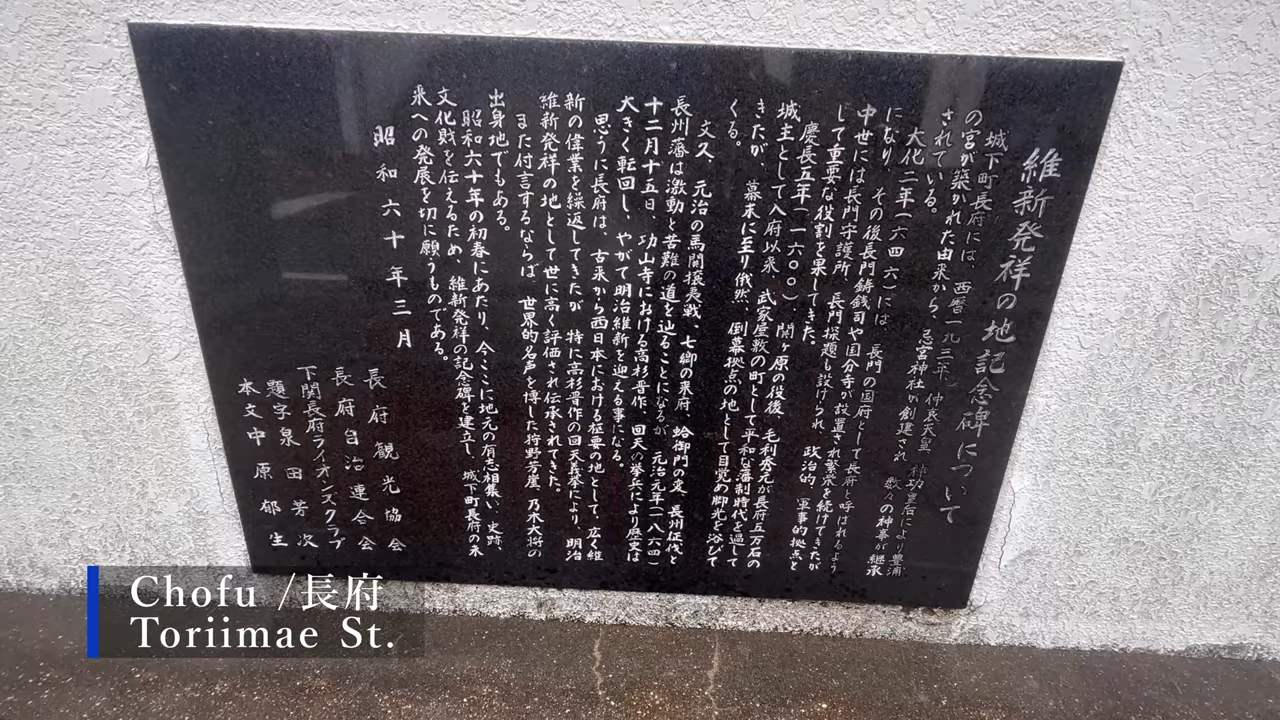 維新発祥の地記念碑について
城下町長府には、西暦一九三年、仲哀天皇、神功皇后により豊浦
の宮が築かれた由来から、忌宮神社が創建され、数々の神事が継承
されている。
大化二年(六四六)には、長門の国府として長府と呼ばれるよう
になり、その後長門鋳銭司や国分寺が設置され繁栄を続けてきたが
中世には長門守護所、長門探題も設けられ、政治的、軍事的拠点と
して重要な役割を果してきた。
慶長五年(一六〇〇)、関ヶ原の役後、毛利秀元が長府五万石の
城主として入府以来、武家屋敷の町として平和な藩制時代を過して
きたが、幕末に至り俄然、倒幕拠点の地として目覚め脚光を浴びて
くる。
文久、元治の馬関攘夷戦、七卿の来府、蛤御門の変、長州征伐と
長州藩は激動と苦難の道を辿ることになるが、元治元年(一八六四)
十二月十五日、功山寺における高杉晋作、回天の挙兵により歴史は
大きく転回し、やがて明治維新を迎える事になる。
思うに長府は、古来から西日本における枢要の地として、広く維
新の偉業を繰返してきたが、特に高杉晋作の回天義挙により、明治
維新発祥の地として世に高く評価され伝承されてきた。
また付言するならば、世界的名声を博した狩野芳崖、乃木大将の
出身地でもある。
昭和六十年の初春にあたり、今ここに地元の有志相集い、史跡、
文化財を伝えるため、維新発祥の記念碑を建立し、城下町長府の未
来への発展を切に願うものである。
昭和六十年三月
長府観光協会
長府自治連合会
下関長府ライオンズクラブ
題字 泉田芳次
本文 中原郁生
Chofu /長府
Toriimae St.